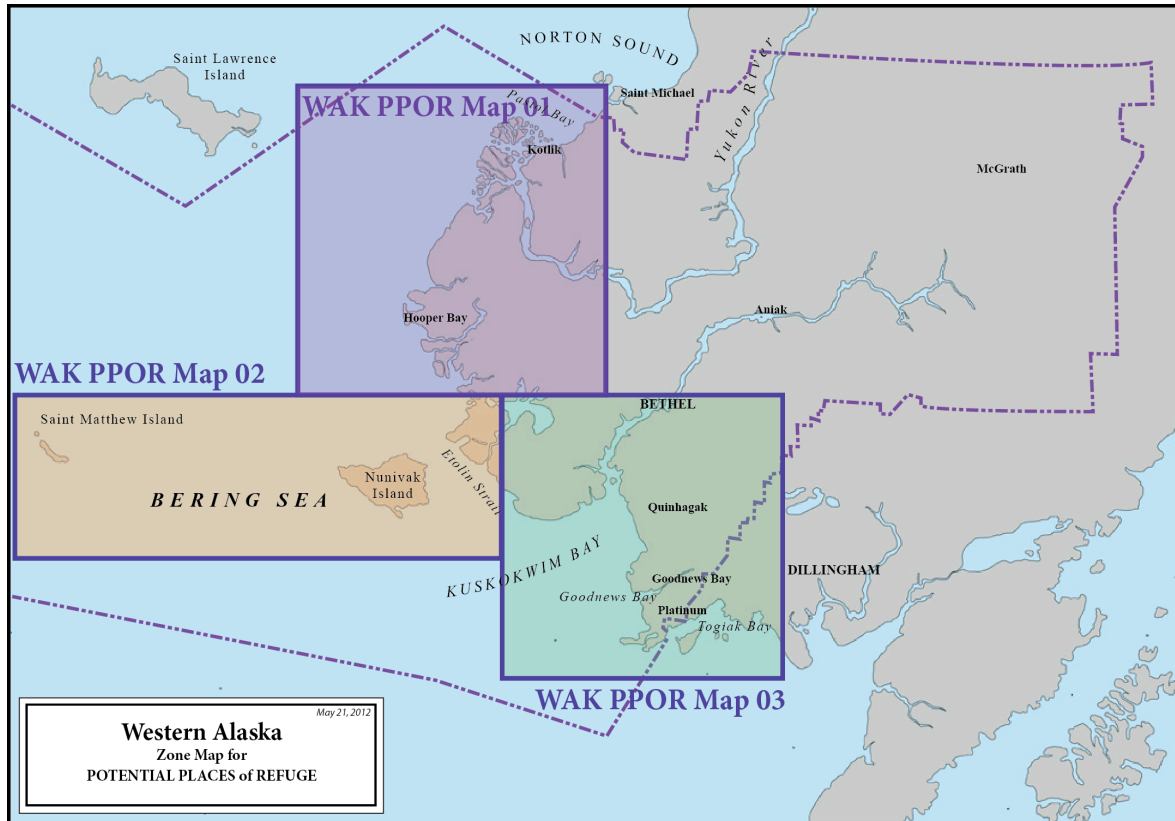 NORTON SOUND
Saint Lawrence
Island
Saint Michael
WAK PPOR Map 01
Pastol Bay
Yukon River
Kotlik
McGrath
Hooper Bay
Aniak
WAK PPOR Map 02
BETHEL
Saint Matthew Island
Etolin Strait
Nunivak
Island
BERING SEA
Quinhagak
KUSKOKWIM BAY
DILLINGHAM
Goodnews Bay
Goodnews Bay
Platinum
Togiak Bay
WAK PPOR Map 03
May 21, 2012
Western Alaska
Zone Map for
POTENTIAL PLACES of REFUGE